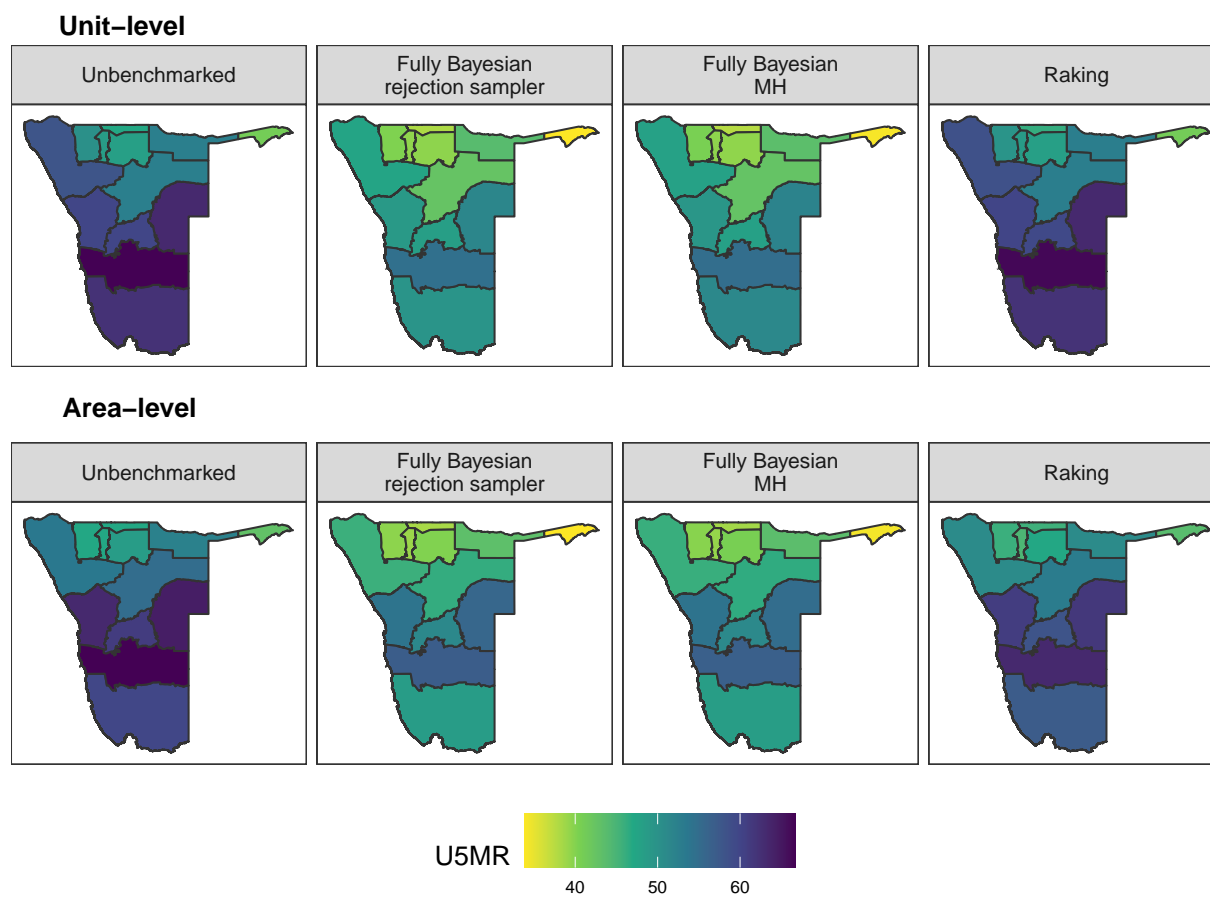 Unit−level
Unbenchmarked
Fully Bayesian
rejection sampler
Fully Bayesian
MH
Raking
Area−level
Unbenchmarked
Fully Bayesian
rejection sampler
Fully Bayesian
MH
Raking
U5MR
40 50 60